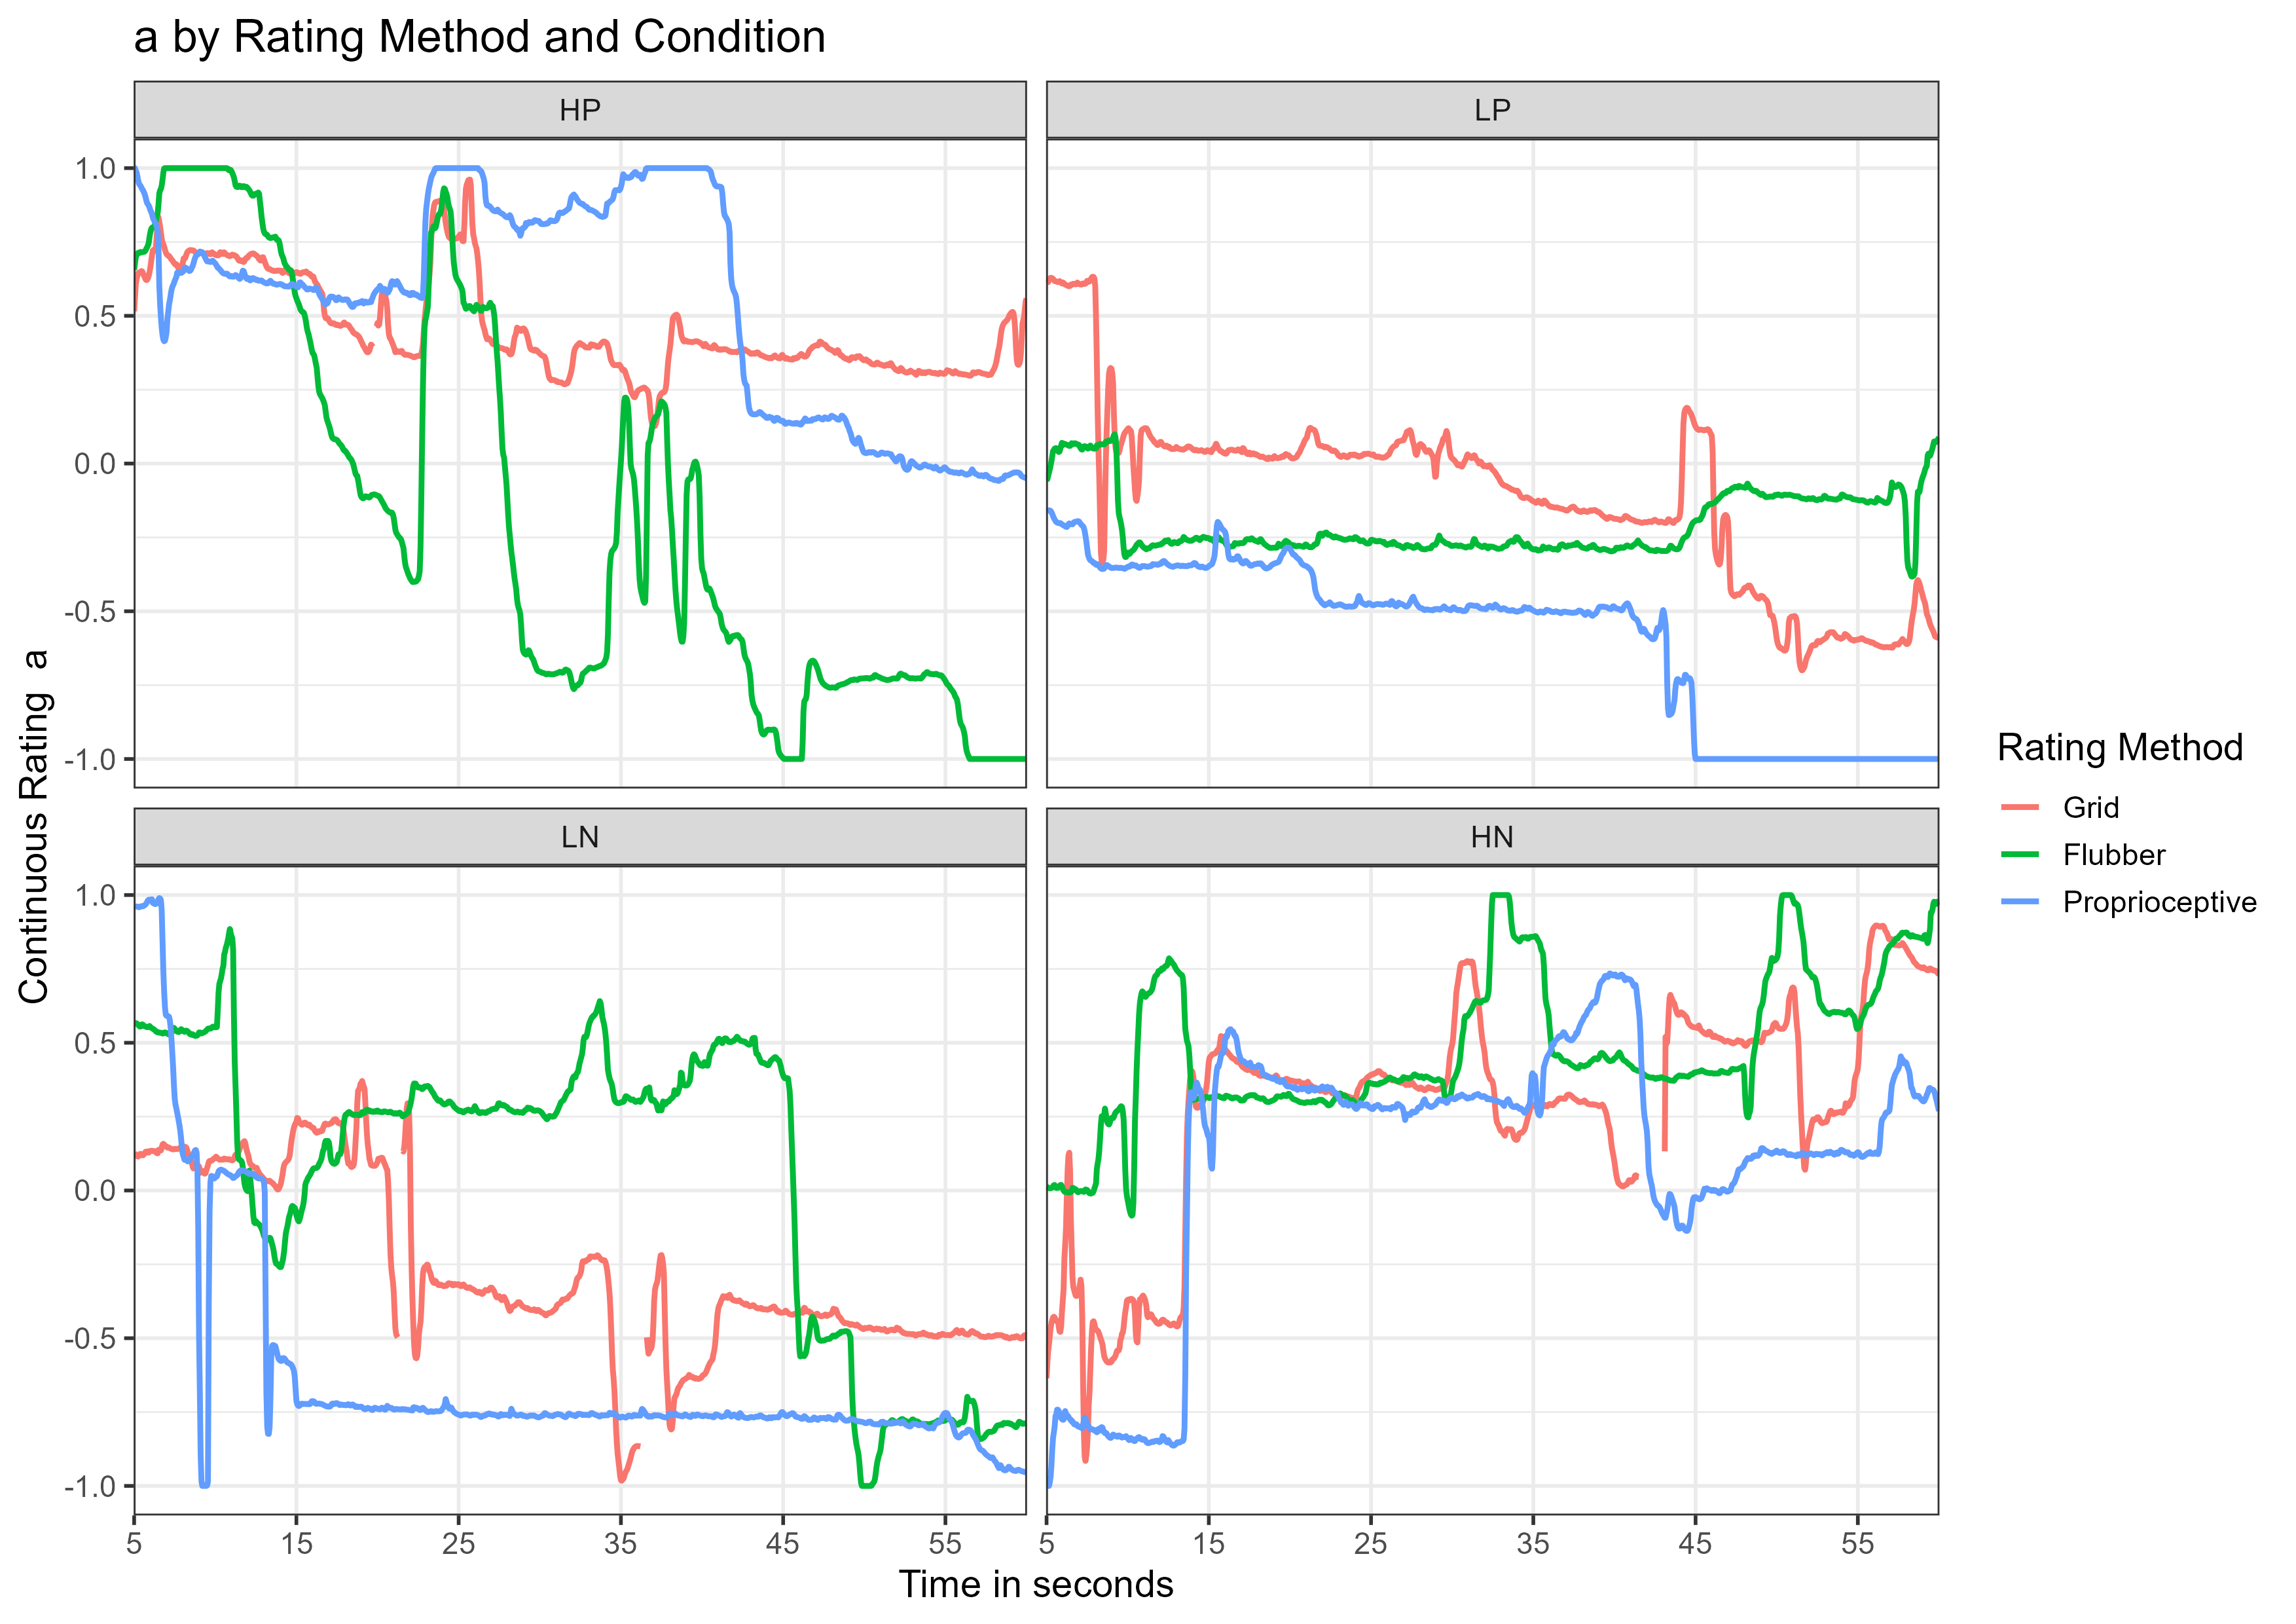 a by Rating Method and Condition
HP
LP
1.0
0.5
0.0
-0.5
-1.0
LN
HN
1.0
0.5
0.0
-0.5
-1.0
5 15 25 35 45 55
5 15 25 35 45 55
Time in seconds
Continuous Rating a
Rating Method
Grid
Flubber
Proprioceptive